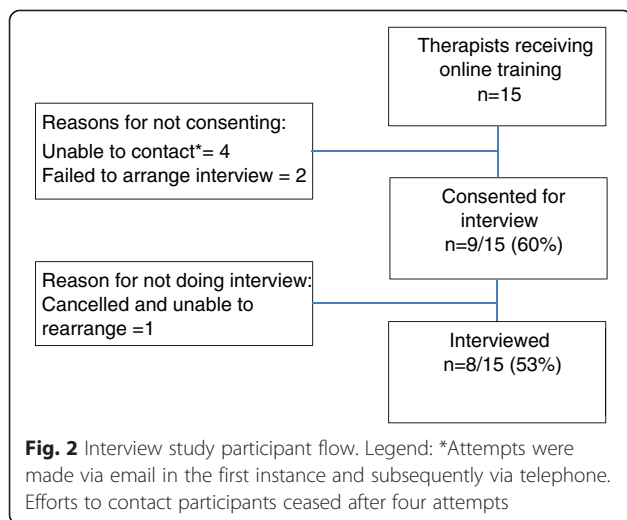 Therapists receiving
online training
n=15
Reasons for not consenting:
Unable to contact*= 4
Failed to arrange interview = 2
Consented for
interview
n=9/15 (60%)
Reason for not doing interview:
Cancelled and unable to
rearrange =1
Interviewed
n=8/15 (53%)
Fig. 2 Interview study participant flow. Legend: *Attempts were
made via email in the first instance and subsequently via telephone.
Efforts to contact participants ceased after four attempts